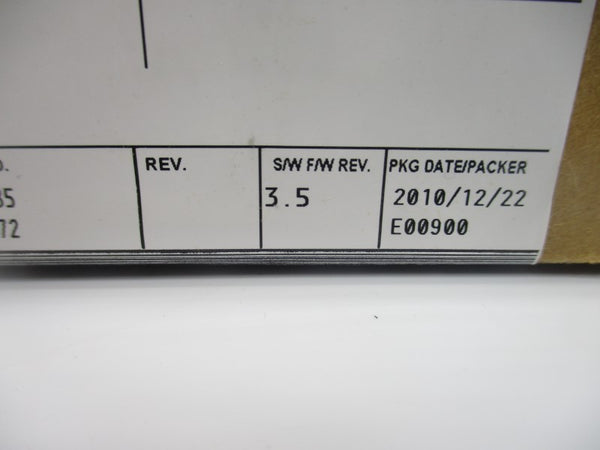 REV. S/W F/W REV. PKG DATE/PACKER
3.5 2010/12/22
E00900